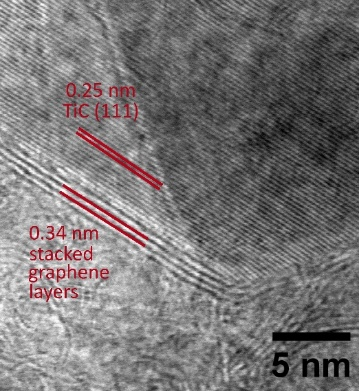 0.25 nm
TiC (111)
0.34 nm
stacked
graphene
layers
5 nm